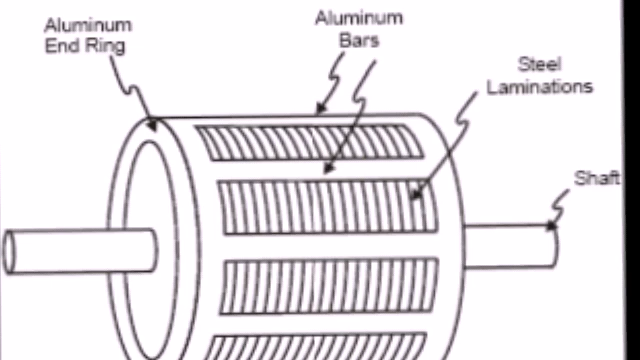 Aluminum
End Ring
Aluminum
Bars
Steel
Laminations
Shaft